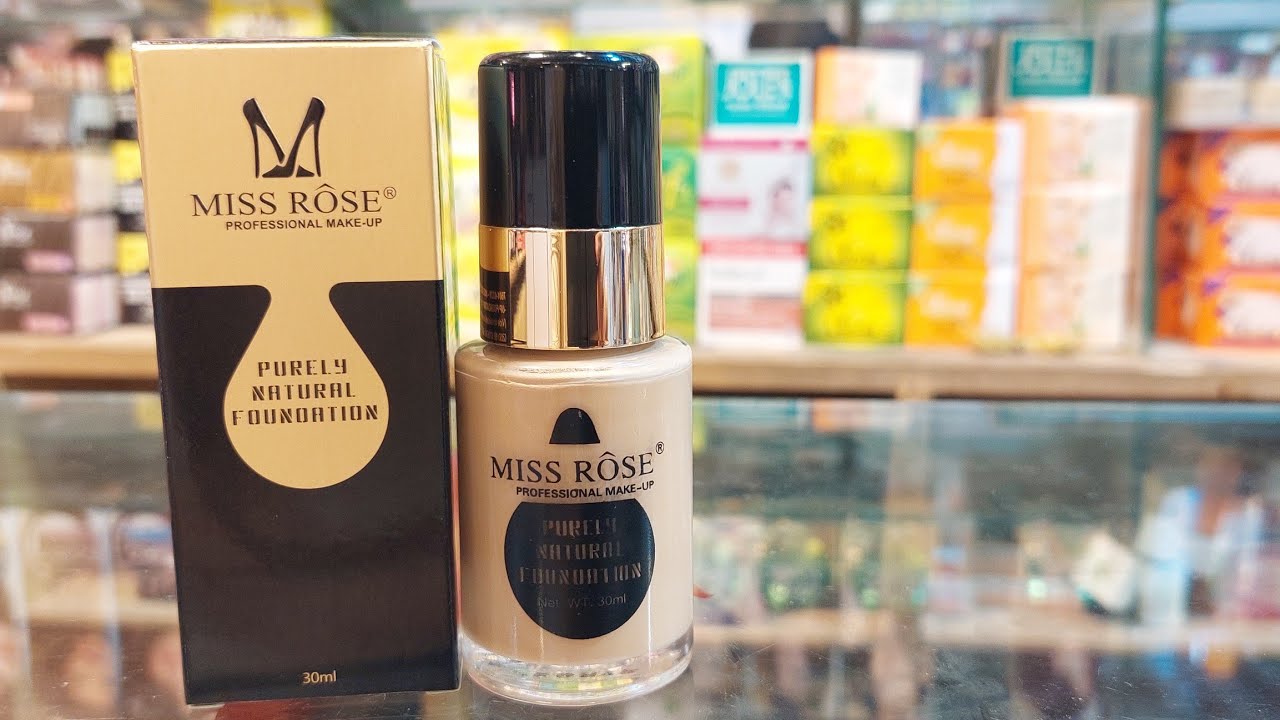 MISS RÔSE®
PROFESSIONAL MAKE-UP
PURELY
NATURAL
FOUNDATION
30ml
MISS RÔSE®
PROFESSIONAL MAKE-UP
PURELY
NATURAL
FOUNDATION
Net. WT. 30ml